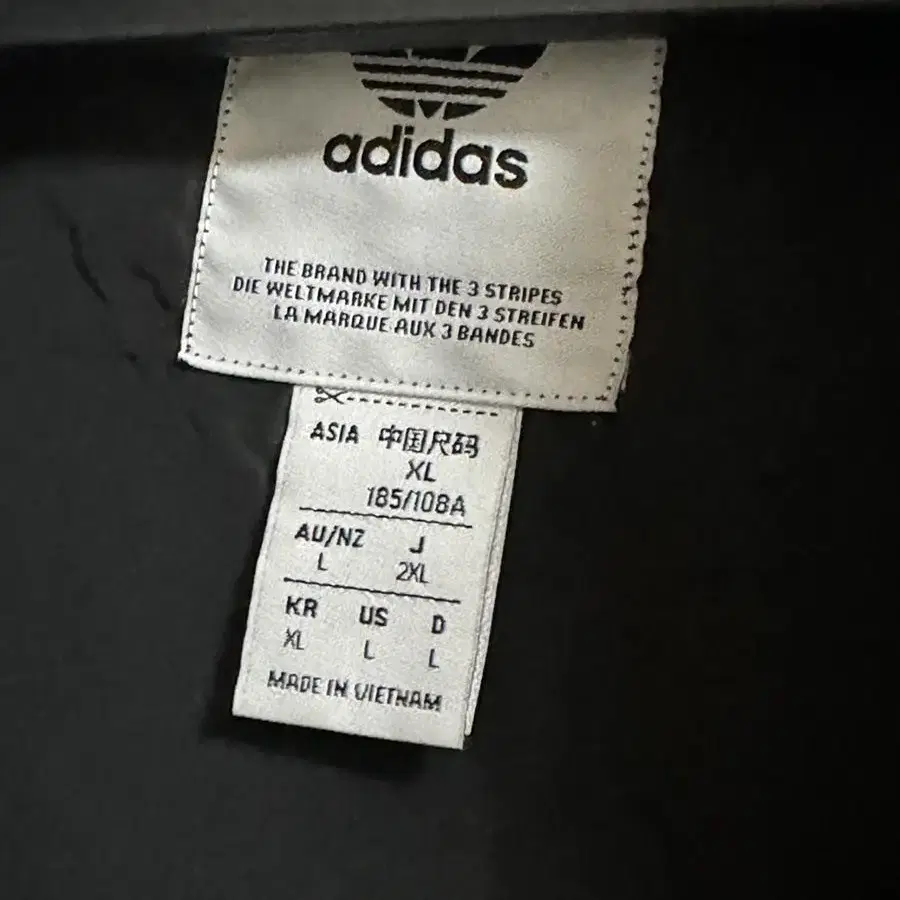 adidas
THE BRAND WITH THE 3 STRIPES
DIE WELTMARKE MIT DEN 3 STREIFEN
LA MARQUE AUX 3 BANDES
ASIA 中国尺码
XL
185/108A
AU/NZ J
L 2XL
KR US D
XL L L
MADE IN VIETNAM